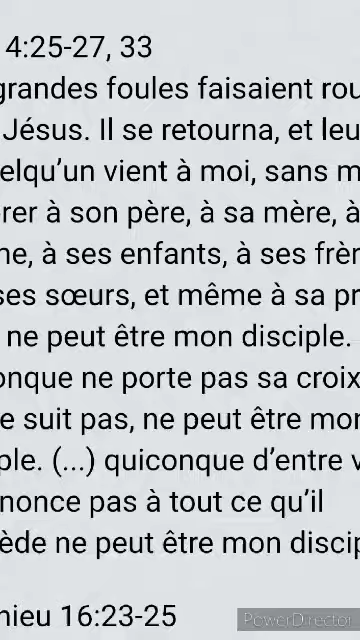 4:25-27, 33
grandes foules faisaient rou
Jésus. Il se retourna, et leu
elqu’un vient à moi, sans m
rer à son père, à sa mère, à
ne, à ses enfants, à ses frèr
ses sœurs, et même à sa pr
ne peut être mon disciple.
onque ne porte pas sa croix
e suit pas, ne peut être mon
ple. (...) quiconque d’entre v
nonce pas à tout ce qu’il
ède ne peut être mon discip
hieu 16:23-25
PowerDirector